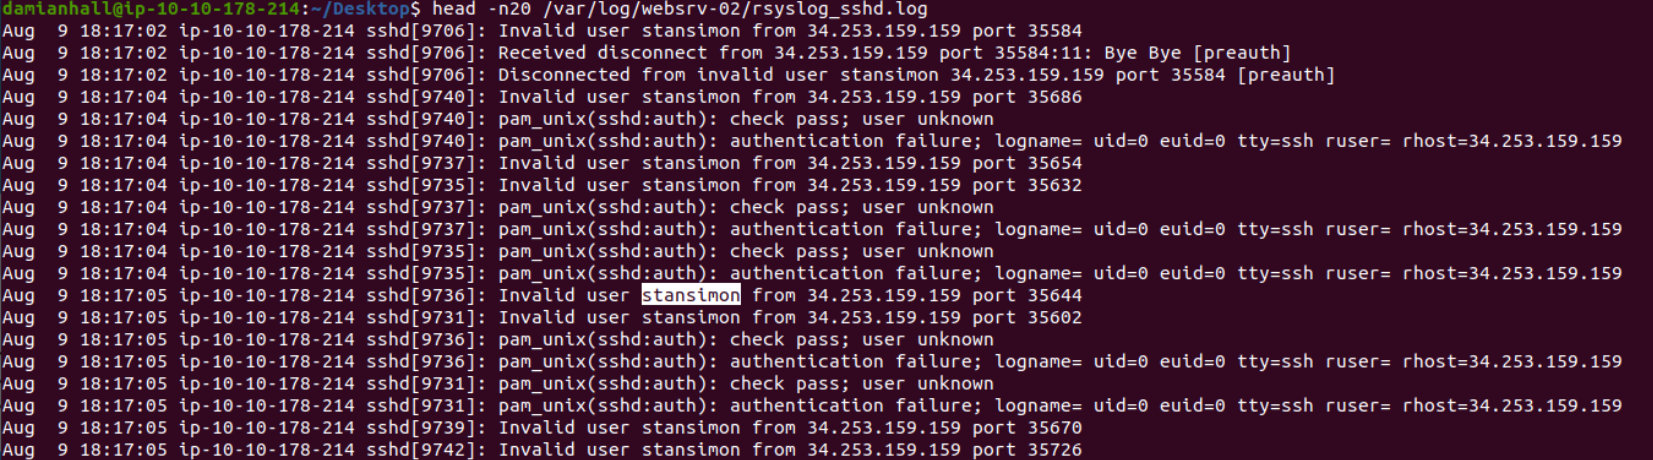 damianhall@ip-10-10-178-214:~/Desktop$ head -n20 /var/log/websrv-02/rsyslog_sshd.log
Aug  9 18:17:02 ip-10-10-178-214 sshd[9706]: Invalid user stansimon from 34.253.159.159 port 35584
Aug  9 18:17:02 ip-10-10-178-214 sshd[9706]: Received disconnect from 34.253.159.159 port 35584:11: Bye Bye [preauth]
Aug  9 18:17:02 ip-10-10-178-214 sshd[9706]: Disconnected from invalid user stansimon 34.253.159.159 port 35584 [preauth]
Aug  9 18:17:04 ip-10-10-178-214 sshd[9740]: Invalid user stansimon from 34.253.159.159 port 35686
Aug  9 18:17:04 ip-10-10-178-214 sshd[9740]: pam_unix(sshd:auth): check pass; user unknown
Aug  9 18:17:04 ip-10-10-178-214 sshd[9740]: pam_unix(sshd:auth): authentication failure; logname= uid=0 euid=0 tty=ssh ruser= rhost=34.253.159.159
Aug  9 18:17:04 ip-10-10-178-214 sshd[9737]: Invalid user stansimon from 34.253.159.159 port 35654
Aug  9 18:17:04 ip-10-10-178-214 sshd[9735]: Invalid user stansimon from 34.253.159.159 port 35632
Aug  9 18:17:04 ip-10-10-178-214 sshd[9737]: pam_unix(sshd:auth): check pass; user unknown
Aug  9 18:17:04 ip-10-10-178-214 sshd[9737]: pam_unix(sshd:auth): authentication failure; logname= uid=0 euid=0 tty=ssh ruser= rhost=34.253.159.159
Aug  9 18:17:04 ip-10-10-178-214 sshd[9735]: pam_unix(sshd:auth): check pass; user unknown
Aug  9 18:17:04 ip-10-10-178-214 sshd[9735]: pam_unix(sshd:auth): authentication failure; logname= uid=0 euid=0 tty=ssh ruser= rhost=34.253.159.159
Aug  9 18:17:05 ip-10-10-178-214 sshd[9736]: Invalid user stansimon from 34.253.159.159 port 35644
Aug  9 18:17:05 ip-10-10-178-214 sshd[9731]: Invalid user stansimon from 34.253.159.159 port 35602
Aug  9 18:17:05 ip-10-10-178-214 sshd[9736]: pam_unix(sshd:auth): check pass; user unknown
Aug  9 18:17:05 ip-10-10-178-214 sshd[9736]: pam_unix(sshd:auth): authentication failure; logname= uid=0 euid=0 tty=ssh ruser= rhost=34.253.159.159
Aug  9 18:17:05 ip-10-10-178-214 sshd[9731]: pam_unix(sshd:auth): check pass; user unknown
Aug  9 18:17:05 ip-10-10-178-214 sshd[9731]: pam_unix(sshd:auth): authentication failure; logname= uid=0 euid=0 tty=ssh ruser= rhost=34.253.159.159
Aug  9 18:17:05 ip-10-10-178-214 sshd[9739]: Invalid user stansimon from 34.253.159.159 port 35670
Aug  9 18:17:05 ip-10-10-178-214 sshd[9742]: Invalid user stansimon from 34.253.159.159 port 35726